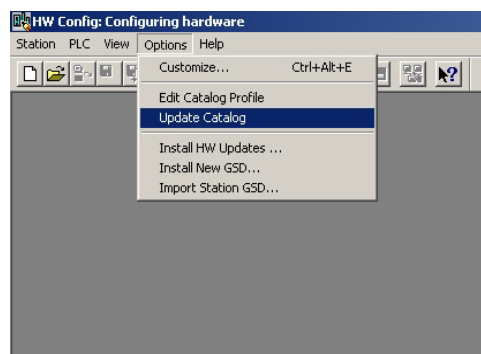 HW Config: Configuring hardware
Station PLC View Options Help
Customize... Ctrl+Alt+E
Edit Catalog Profile
Update Catalog
Install HW Updates ...
Install New GSD...
Import Station GSD...